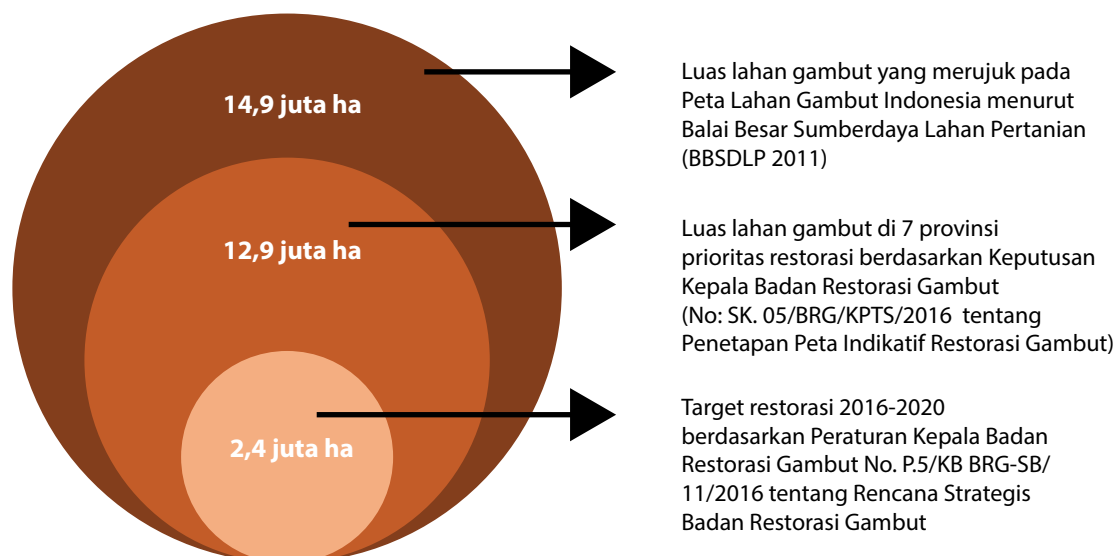 14,9 juta ha
Luas lahan gambut yang merujuk pada
Peta Lahan Gambut Indonesia menurut
Balai Besar Sumberdaya Lahan Pertanian
(BBSDLP 2011)
12,9 juta ha
Luas lahan gambut di 7 provinsi
prioritas restorasi berdasarkan Keputusan
Kepala Badan Restorasi Gambut
(No: SK. 05/BRG/KPTS/2016 tentang
Penetapan Peta Indikatif Restorasi Gambut)
2,4 juta ha
Target restorasi 2016-2020
berdasarkan Peraturan Kepala Badan
Restorasi Gambut No. P.5/KB BRG-SB/
11/2016 tentang Rencana Strategis
Badan Restorasi Gambut